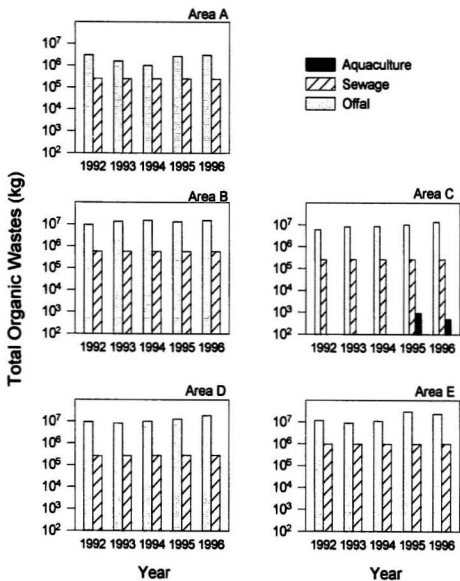 Area A
10⁷
10⁶
10⁵
10⁴
10³
10²
1992 1993 1994 1995 1996
Aquaculture
Sewage
Offal
Total Organic Wastes (kg)
Area B
10⁷
10⁶
10⁵
10⁴
10³
10²
1992 1993 1994 1995 1996
Area C
10⁷
10⁶
10⁵
10⁴
10³
10²
1992 1993 1994 1995 1996
Area D
10⁷
10⁶
10⁵
10⁴
10³
10²
1992 1993 1994 1995 1996
Year
Area E
10⁷
10⁶
10⁵
10⁴
10³
10²
1992 1993 1994 1995 1996
Year